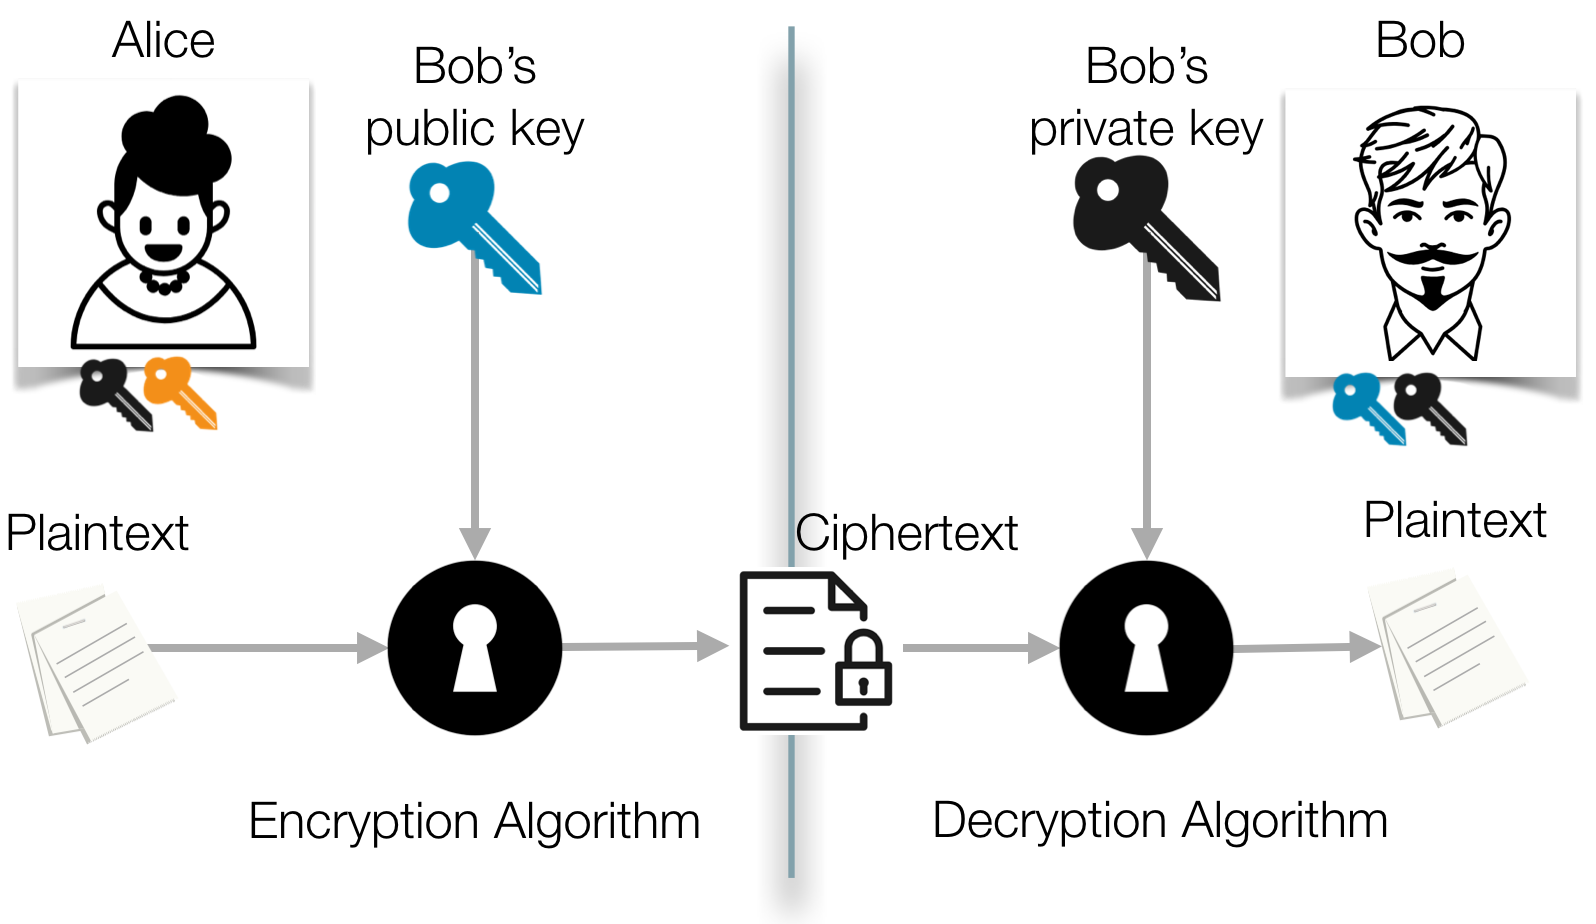 Alice
Bob’s
public key
Bob’s
private key
Bob
Plaintext
Ciphertext
Plaintext
Encryption Algorithm
Decryption Algorithm